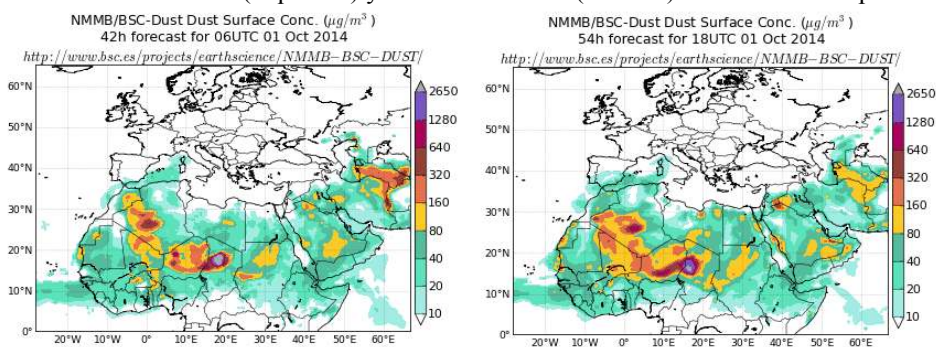 NMMB/BSC-Dust Dust Surface Conc. (μg/m³)
42h forecast for 06UTC 01 Oct 2014
http://www.bsc.es/projects/earthscience/NMMB-BSC-DUST/
60°N
50°N
40°N
30°N
20°N
10°N
0°
20°W 10°W 0° 10°E 20°E 30°E 40°E 50°E 60°E
2650
1280
640
320
160
80
40
20
10
NMMB/BSC-Dust Dust Surface Conc. (μg/m³)
54h forecast for 18UTC 01 Oct 2014
http://www.bsc.es/projects/earthscience/NMMB-BSC-DUST/
60°N
50°N
40°N
30°N
20°N
10°N
0°
20°W 10°W 0° 10°E 20°E 30°E 40°E 50°E 60°E
2650
1280
640
320
160
80
40
20
10